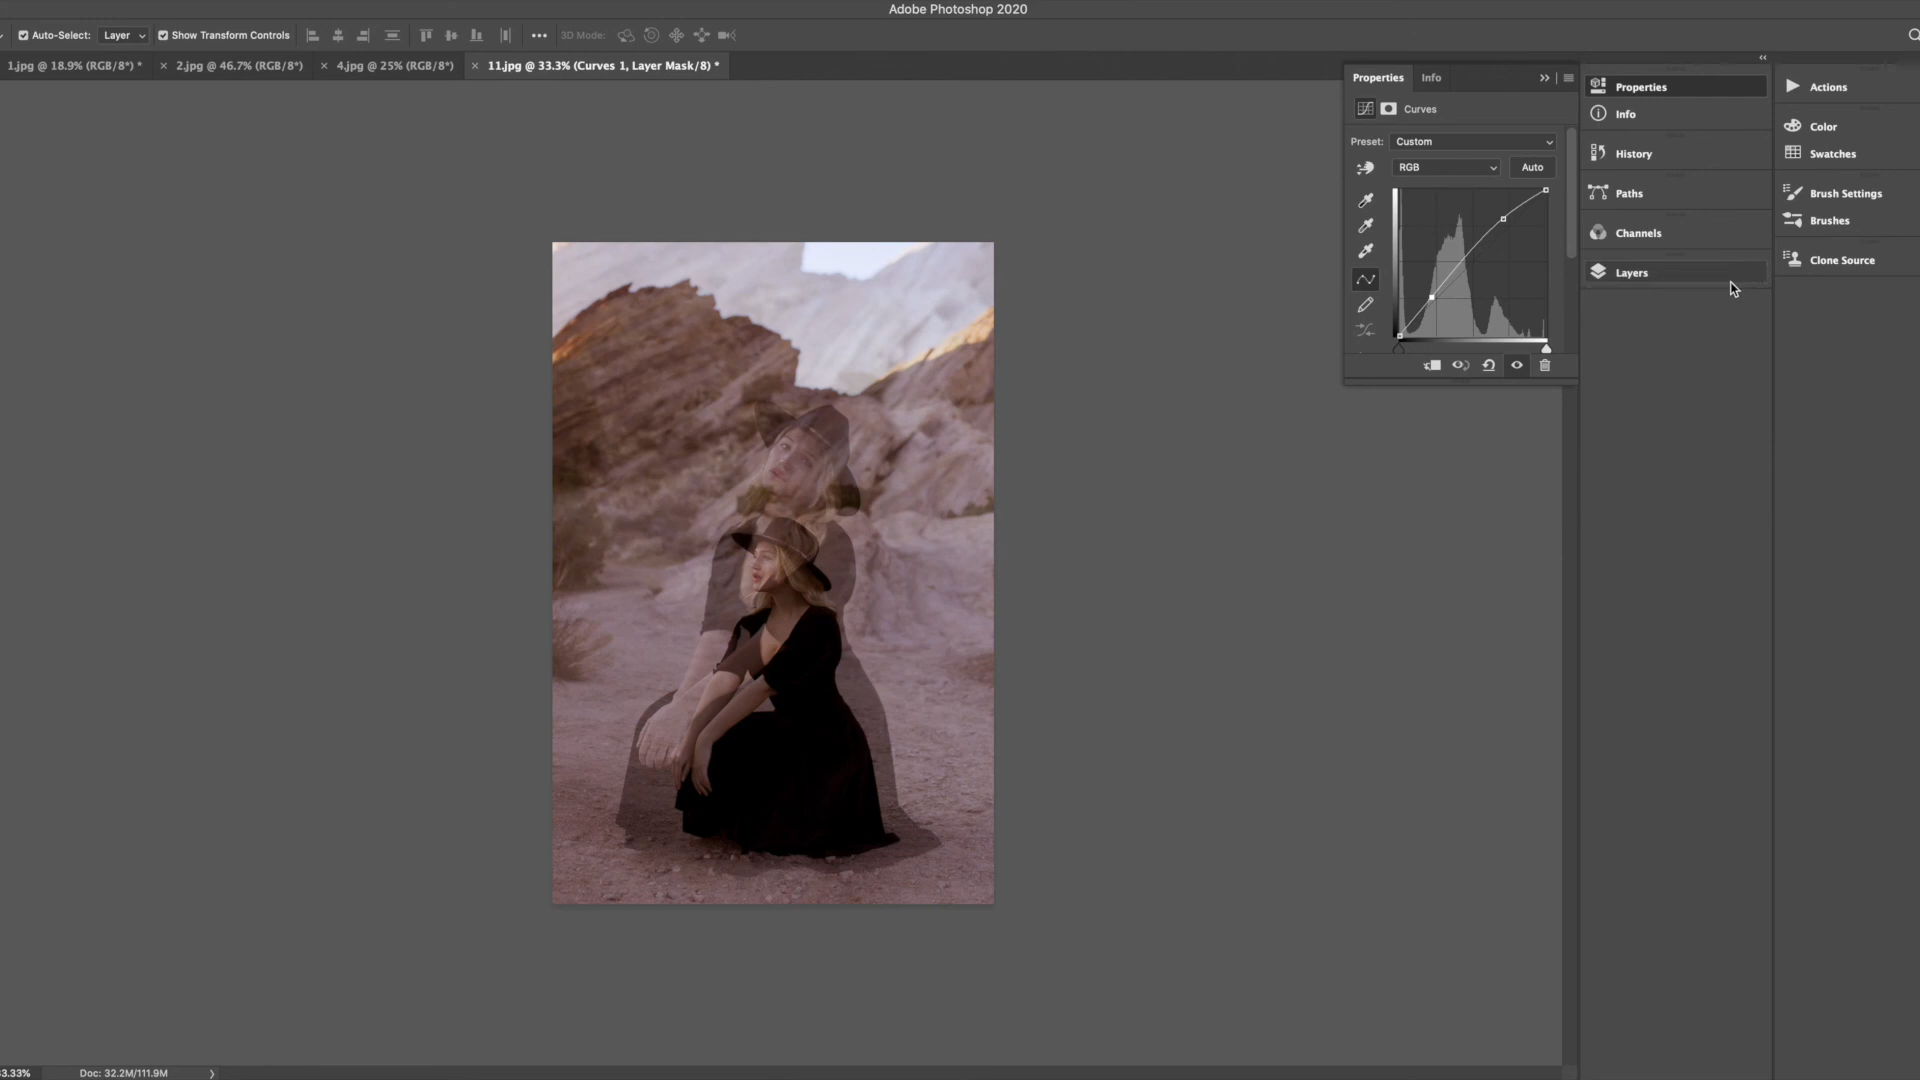 Adobe Photoshop 2020
Auto-Select: Layer Show Transform Controls 3D Mode:
1.jpg @ 18.9% (RGB/8*) * × 2.jpg @ 46.7% (RGB/8*) × 4.jpg @ 25% (RGB/8*) × 11.jpg @ 33.3% (Curves 1, Layer Mask/8) *
Properties Info
Curves
Preset: Custom
RGB Auto
Properties
Info
History
Paths
Channels
Layers
Actions
Color
Swatches
Brush Settings
Brushes
Clone Source
3.33% Doc: 32.2M/111.9M